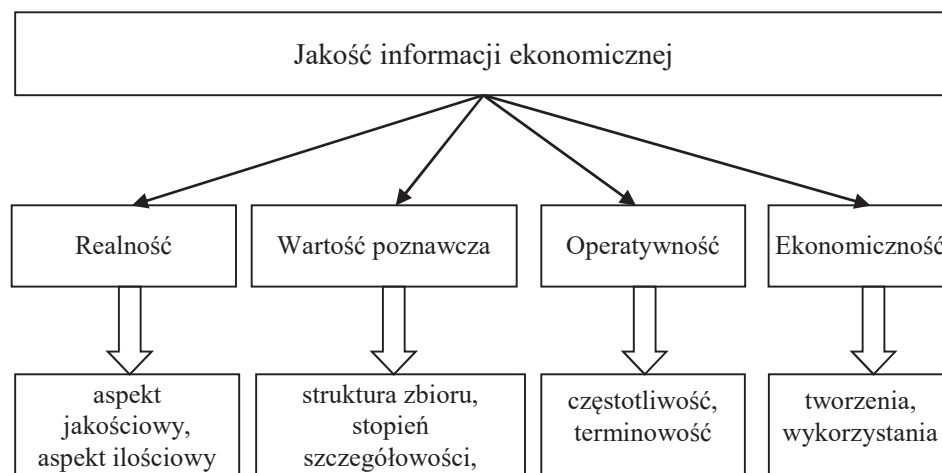 Jakość informacji ekonomicznej
Realność
Wartość poznawcza
Operatywność
Ekonomiczność
aspekt
jakościowy,
aspekt ilościowy
struktura zbioru,
stopień
szczegółowości,
częstotliwość,
terminowość
tworzenia,
wykorzystania